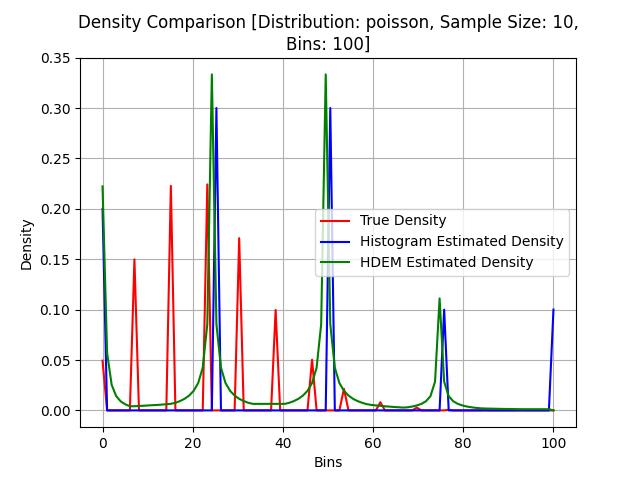 Density Comparison [Distribution: poisson, Sample Size: 10,
Bins: 100]
0.35
0.30
0.25
0.20
0.15
0.10
0.05
0.00
Density
True Density
Histogram Estimated Density
HDEM Estimated Density
0 20 40 60 80 100
Bins